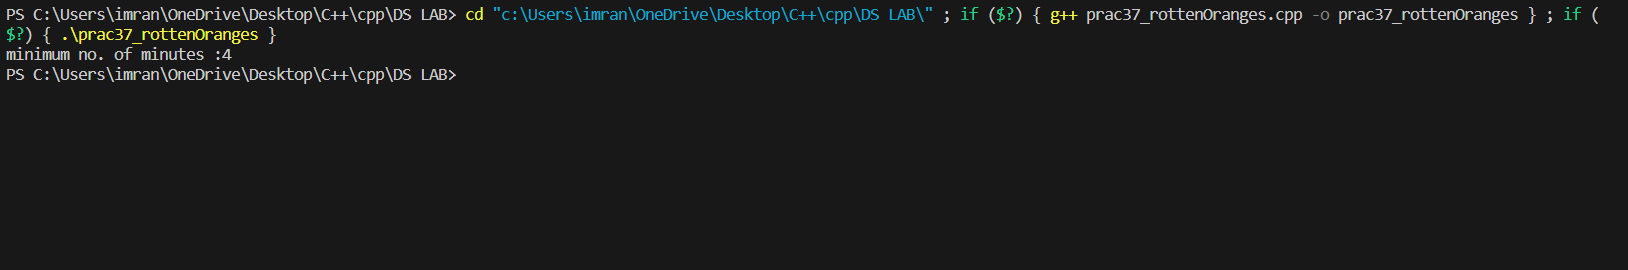 PS C:\Users\imran\OneDrive\Desktop\C++\cpp\DS LAB> cd "c:\Users\imran\OneDrive\Desktop\C++\cpp\DS LAB\" ; if ($?) { g++ prac37_rottenOranges.cpp -o prac37_rottenOranges } ; if (
$?) { .\prac37_rottenOranges }
minimum no. of minutes :4
PS C:\Users\imran\OneDrive\Desktop\C++\cpp\DS LAB>